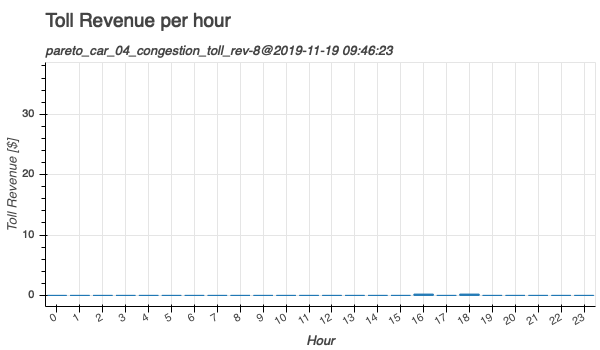 Toll Revenue per hour
pareto_car_04_congestion_toll_rev-8@2019-11-19 09:46:23
Toll Revenue [$]
30
20
10
0
0 1 2 3 4 5 6 7 8 9 10 11 12 13 14 15 16 17 18 19 20 21 22 23
Hour